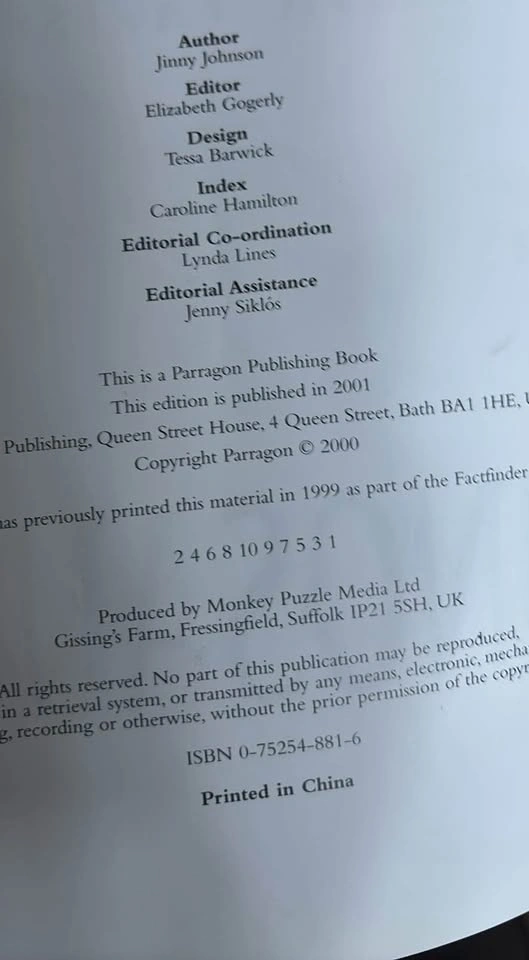 Author
Jinny Johnson
Editor
Elizabeth Gogerly
Design
Tessa Barwick
Index
Caroline Hamilton
Editorial Co-ordination
Lynda Lines
Editorial Assistance
Jenny Siklós
This is a Parragon Publishing Book
This edition is published in 2001
Publishing, Queen Street House, 4 Queen Street, Bath BA1 1HE,
Copyright Parragon © 2000
previously printed this material in 1999 as part of the Factfinder
2 4 6 8 10 9 7 5 3 1
Produced by Monkey Puzzle Media Ltd
Gissing's Farm, Fressingfield, Suffolk IP21 5SH, UK
All rights reserved. No part of this publication may be reproduced,
in a retrieval system, or transmitted by any means, electronic, mecha
g, recording or otherwise, without the prior permission of the copyr
ISBN 0-75254-881-6
Printed in China